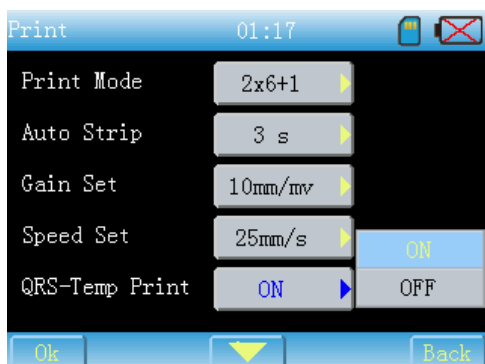 Print 01:17
Print Mode 2x6+1
Auto Strip 3 s
Gain Set 10mm/mv
Speed Set 25mm/s
ON
QRS-Temp Print ON OFF
Ok Back